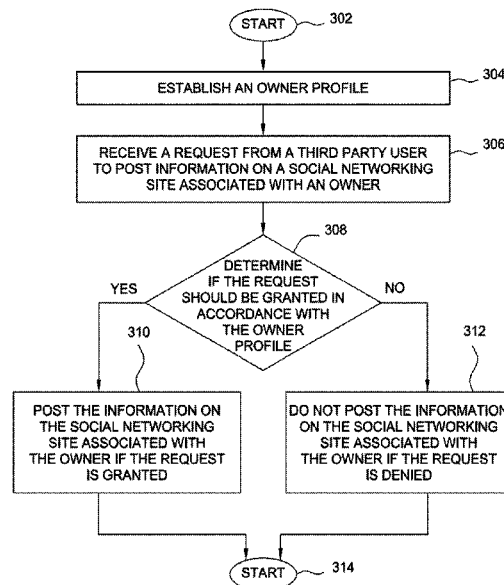 START
302
ESTABLISH AN OWNER PROFILE
304
RECEIVE A REQUEST FROM A THIRD PARTY USER
TO POST INFORMATION ON A SOCIAL NETWORKING
SITE ASSOCIATED WITH AN OWNER
306
308
DETERMINE
IF THE REQUEST
SHOULD BE GRANTED IN
ACCORDANCE WITH
THE OWNER
PROFILE
YES
NO
310
POST THE INFORMATION ON
THE SOCIAL NETWORKING
SITE ASSOCIATED WITH
THE OWNER IF THE REQUEST
IS GRANTED
312
DO NOT POST THE INFORMATION
ON THE SOCIAL NETWORKING
SITE ASSOCIATED WITH
THE OWNER IF THE REQUEST
IS DENIED
START
314